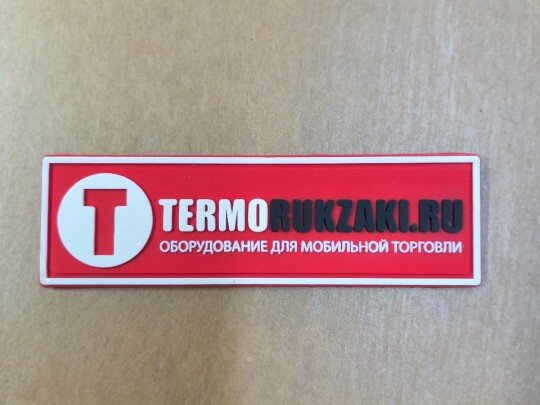 T
TERMORUKZAKI.RU
ОБОРУДОВАНИЕ ДЛЯ МОБИЛЬНОЙ ТОРГОВЛИ